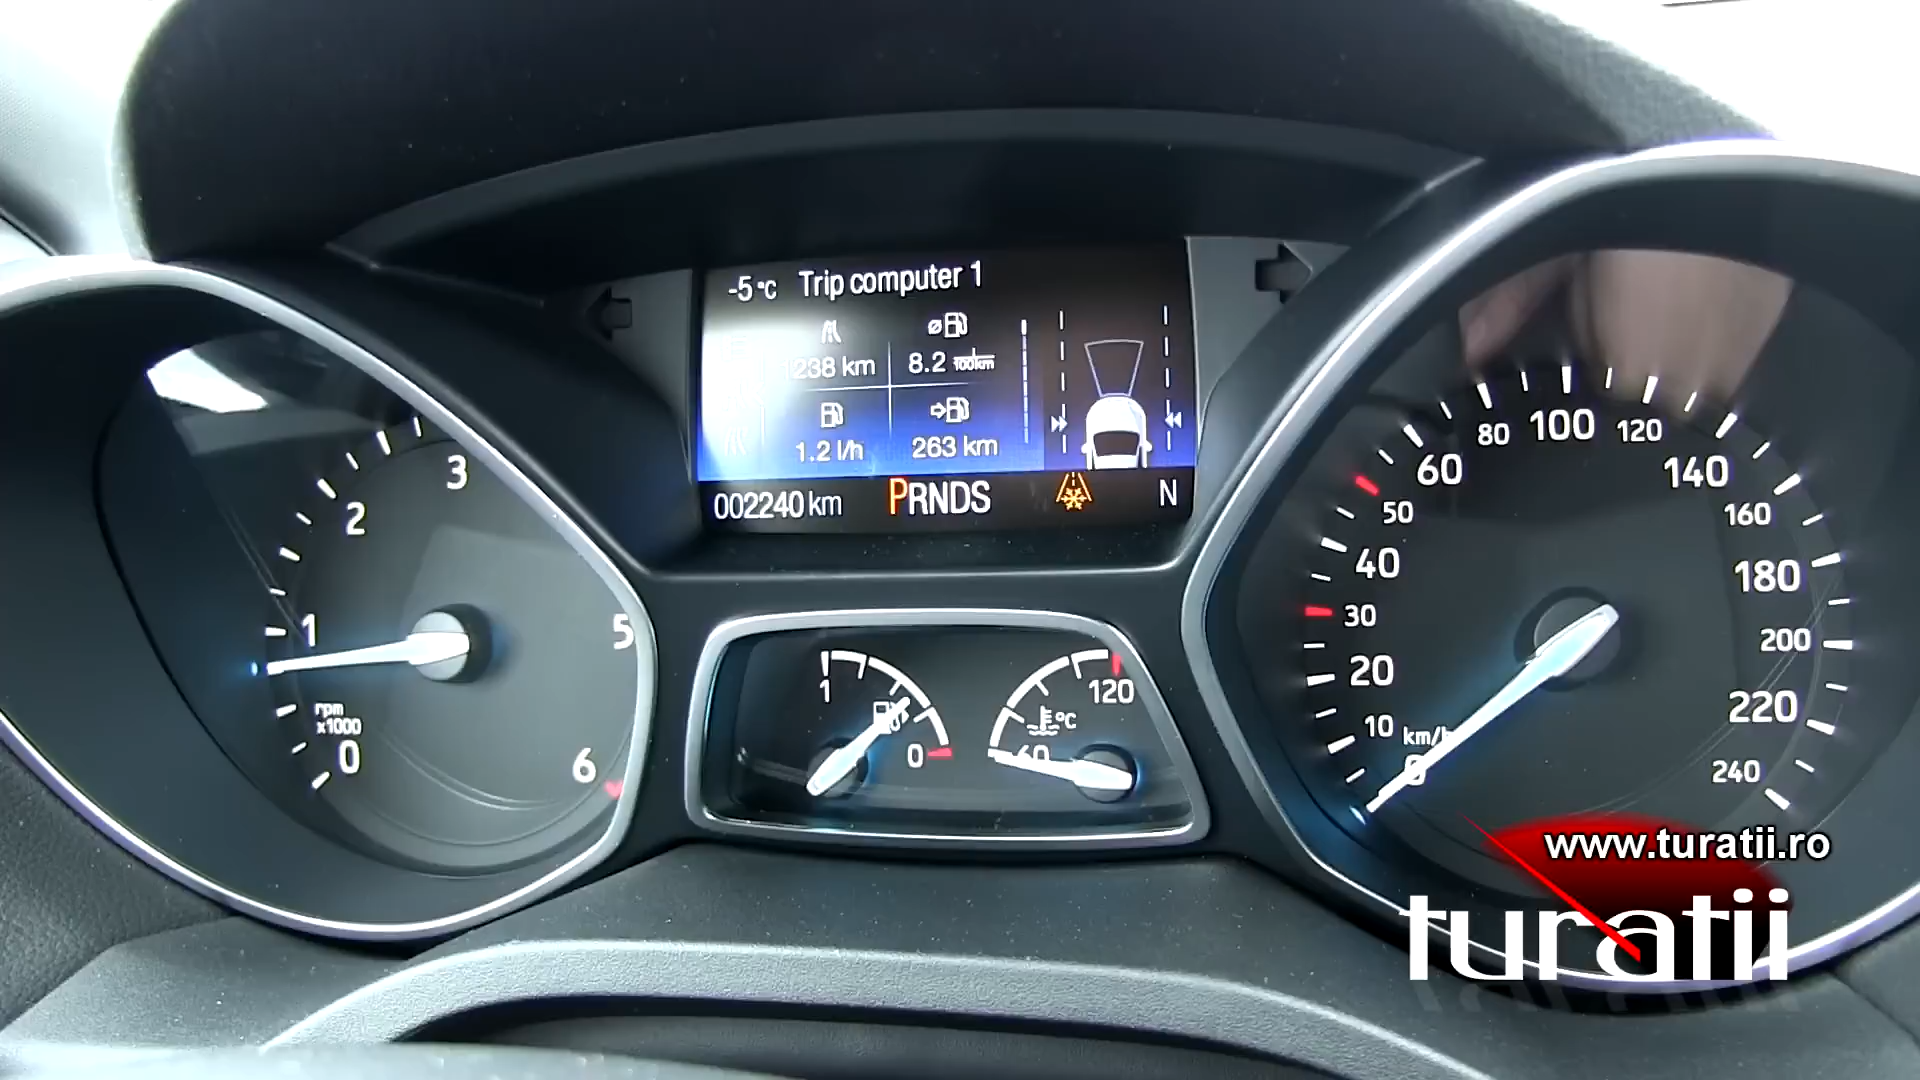 -5 °C Trip computer 1
1238 km
ø 8.2 l/100km
1.2 l/h
263 km
002240 km PRNDS N
0
1
2
3
5
6
rpm
x1000
1
0
60
120
°C
0
10
20
30
40
50
60
80
100
120
140
160
180
200
220
240
km/h
www.turatii.ro
turatii